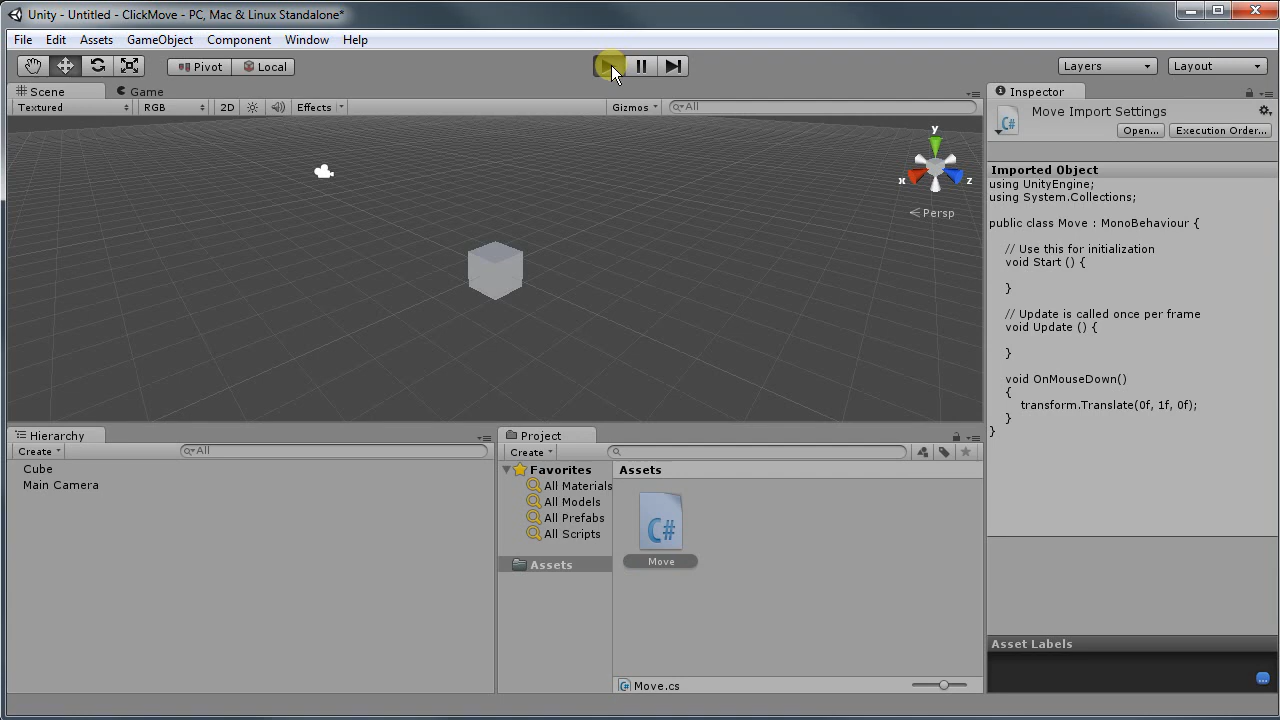 Unity - Untitled - ClickMove - PC, Mac & Linux Standalone*
File Edit Assets GameObject Component Window Help
Pivot Local Layers Layout
Scene Game
Textured RGB 2D Effects Gizmos All
y
x z
Persp
Inspector
Move Import Settings
Open... Execution Order...
Imported Object
using UnityEngine;
using System.Collections;
public class Move : MonoBehaviour {
// Use this for initialization
void Start () {
}
// Update is called once per frame
void Update () {
}
void OnMouseDown()
{
transform.Translate(0f, 1f, 0f);
}
}
Asset Labels
Hierarchy
Create All
Cube
Main Camera
Project
Create
Favorites
All Materials
All Models
All Prefabs
All Scripts
Assets
Assets
C#
Move
Move.cs